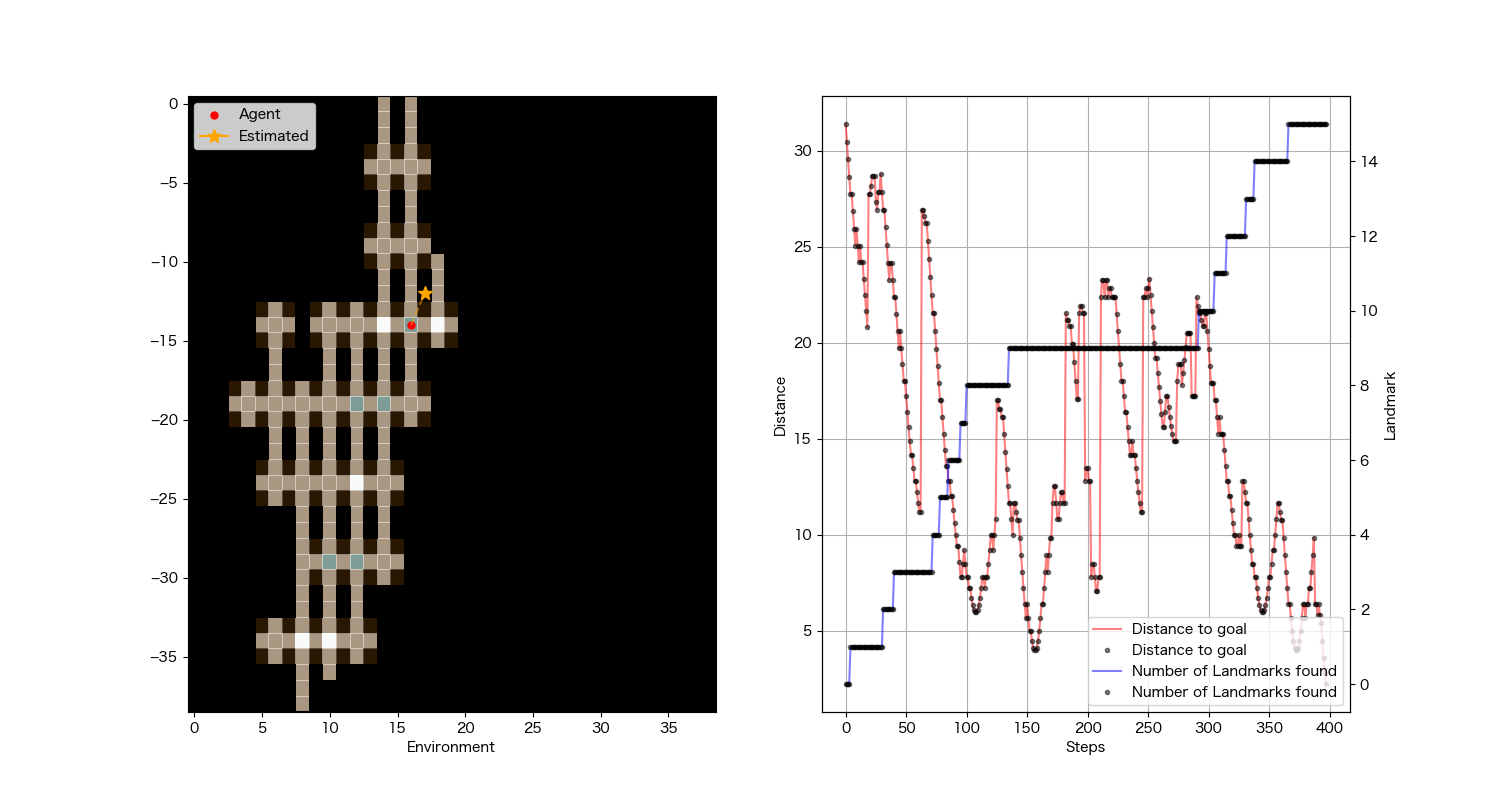 Agent
Estimated
0
−5
−10
−15
−20
−25
−30
−35
0 5 10 15 20 25 30 35
Environment
30
25
20
15
10
5
Distance
14
12
10
8
6
4
2
0
Landmark
Distance to goal
Distance to goal
Number of Landmarks found
Number of Landmarks found
0 50 100 150 200 250 300 350 400
Steps